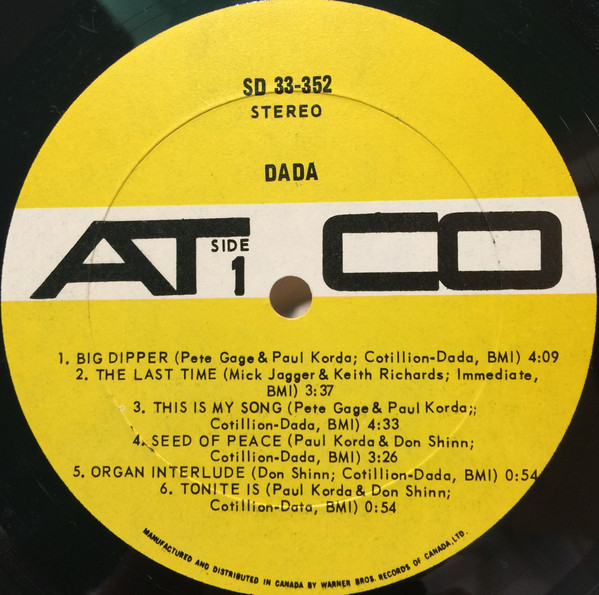 SD 33-352
STEREO
DADA
ATCO
SIDE
1
1. BIG DIPPER (Pete Gage & Paul Korda; Cotillion-Dada, BMI) 4:09
2. THE LAST TIME (Mick Jagger & Keith Richards; Immediate,
BMI) 3:37
3. THIS IS MY SONG (Pete Gage & Paul Korda;;
Cotillion-Dada, BMI) 4:33
4. SEED OF PEACE (Paul Korda & Don Shinn;
Cotillion-Dada, BMI) 3:26
5. ORGAN INTERLUDE (Don Shinn; Cotillion-Dada, BMI) 0:54
6. TONITE IS (Paul Korda & Don Shinn;
Cotillion-Data, BMI) 0:54
MANUFACTURED AND DISTRIBUTED IN CANADA BY WARNER BROS. RECORDS OF CANADA, LTD.